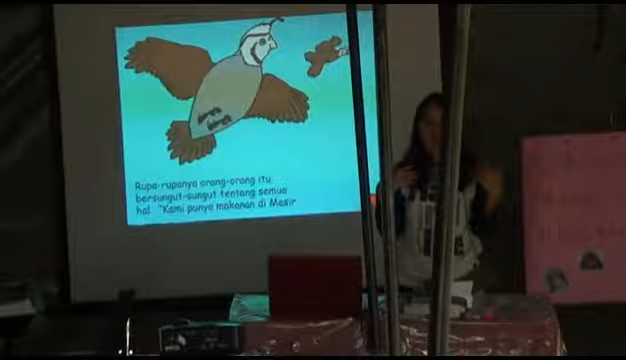 Rupa-rupanya orang-orang itu
bersungut-sungut tentang semua
hal. "Kami punya makanan di Mesir